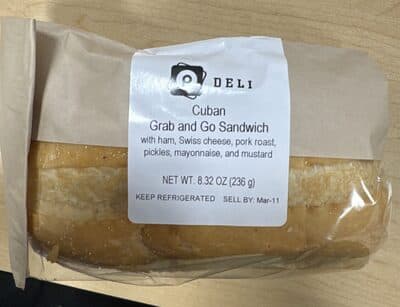 DELI
Cuban
Grab and Go Sandwich
with ham, Swiss cheese, pork roast,
pickles, mayonnaise, and mustard
NET WT: 8.32 OZ (236 g)
KEEP REFRIGERATED SELL BY: Mar-11